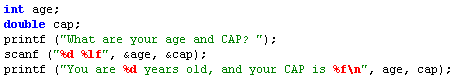 int age;
double cap;
printf ("What are your age and CAP? ");
scanf ("%d %lf", &age, &cap);
printf ("You are %d years old, and your CAP is %f\n", age, cap);